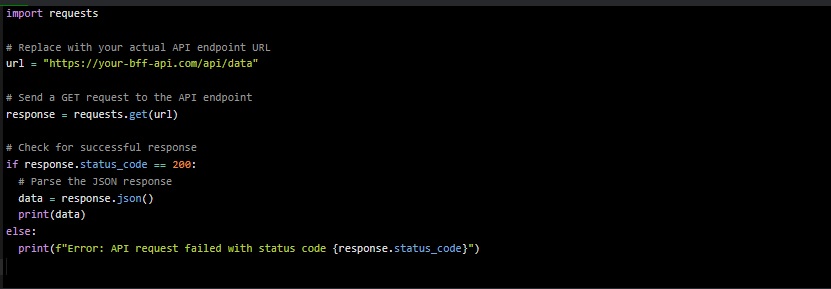 import requests
# Replace with your actual API endpoint URL
url = "https://your-bff-api.com/api/data"
# Send a GET request to the API endpoint
response = requests.get(url)
# Check for successful response
if response.status_code == 200:
  # Parse the JSON response
  data = response.json()
  print(data)
else:
  print(f"Error: API request failed with status code {response.status_code}")